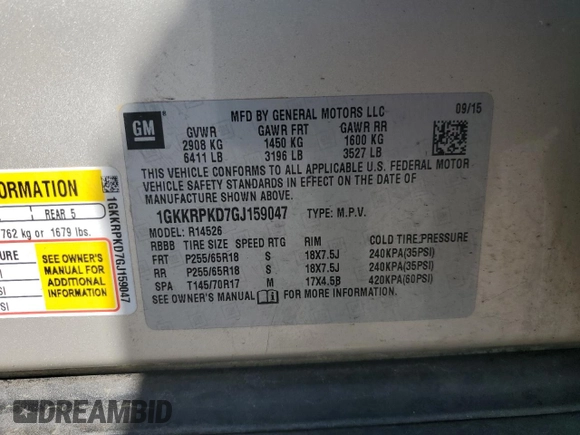 GM
MFD BY GENERAL MOTORS LLC
09/15
GVWR GAWR FRT GAWR RR
2908 KG 1450 KG 1600 KG
6411 LB 3196 LB 3527 LB
THIS VEHICLE CONFORMS TO ALL APPLICABLE U.S. FEDERAL MOTOR
VEHICLE SAFETY STANDARDS IN EFFECT ON THE DATE OF
MANUFACTURE SHOWN ABOVE.
1GKKRPKD7GJ159047 TYPE: M.P.V.
MODEL: R14526
RBBB TIRE SIZE SPEED RTG RIM COLD TIRE PRESSURE
FRT P255/65R18 S 18X7.5J 240KPA(35PSI)
RR P255/65R18 S 18X7.5J 240KPA(35PSI)
SPA T145/70R17 M 17X4.5B 420KPA(60PSI)
SEE OWNER'S MANUAL FOR MORE INFORMATION.
ORMATION
REAR 5
762 kg or 1679 lbs.
SEE OWNER'S
MANUAL FOR
ADDITIONAL
INFORMATION
SI
PSI
1GKKRPKD7GJ159047
DREAMBID